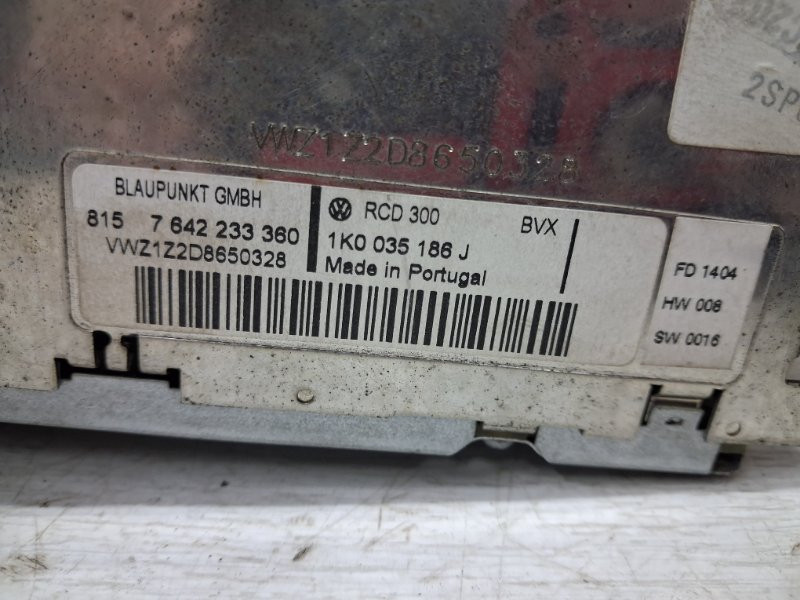 2SP
VWZ1Z2D8650328
BLAUPUNKT GMBH
815 7 642 233 360
VWZ1Z2D8650328
VW RCD 300 BVX
1K0 035 186 J
Made in Portugal
FD 1404
HW 008
SW 0016